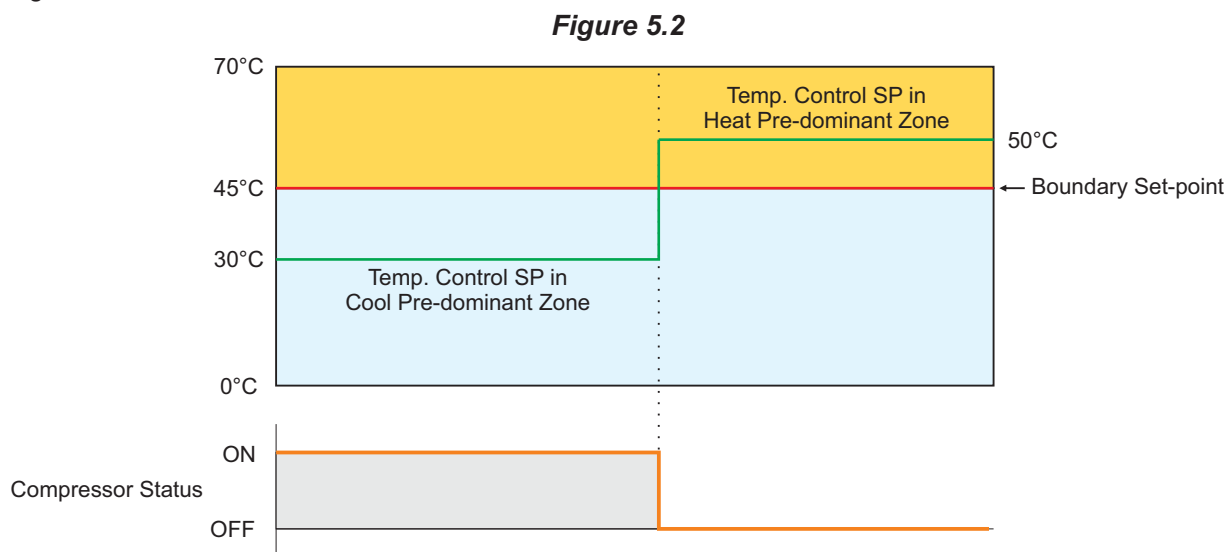 Figure 5.2
70°C
Temp. Control SP in
Heat Pre-dominant Zone
50°C
45°C
Boundary Set-point
30°C
Temp. Control SP in
Cool Pre-dominant Zone
0°C
ON
Compressor Status
OFF